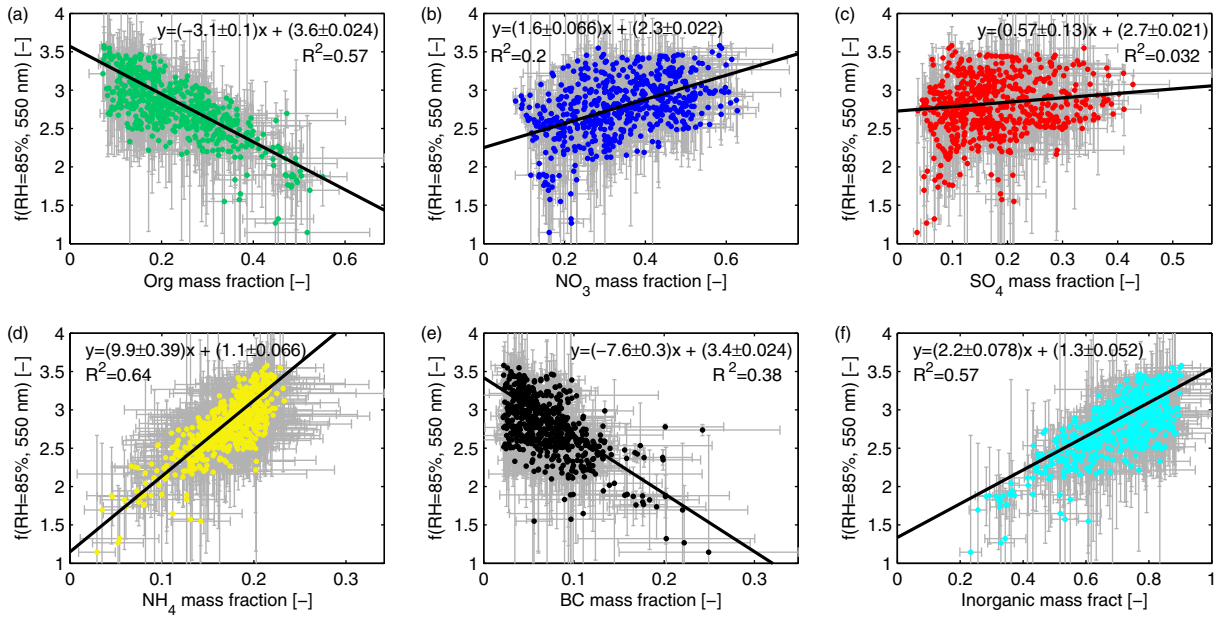 (a)
y=(−3.1±0.1)x + (3.6±0.024)
R²=0.57
4
3.5
3
2.5
2
1.5
1
f(RH=85%, 550 nm) [−]
0 0.2 0.4 0.6
Org mass fraction [−]
(b)
y=(1.6±0.066)x + (2.3±0.022)
R²=0.2
4
3.5
3
2.5
2
1.5
1
f(RH=85%, 550 nm) [−]
0 0.2 0.4 0.6
NO₃ mass fraction [−]
(c)
y=(0.57±0.13)x + (2.7±0.021)
R²=0.032
4
3.5
3
2.5
2
1.5
1
f(RH=85%, 550 nm) [−]
0 0.1 0.2 0.3 0.4 0.5
SO₄ mass fraction [−]
(d)
y=(9.9±0.39)x + (1.1±0.066)
R²=0.64
4
3.5
3
2.5
2
1.5
1
f(RH=85%, 550 nm) [−]
0 0.1 0.2 0.3
NH₄ mass fraction [−]
(e)
y=(−7.6±0.3)x + (3.4±0.024)
R²=0.38
4
3.5
3
2.5
2
1.5
1
f(RH=85%, 550 nm) [−]
0 0.1 0.2 0.3
BC mass fraction [−]
(f)
y=(2.2±0.078)x + (1.3±0.052)
R²=0.57
4
3.5
3
2.5
2
1.5
1
f(RH=85%, 550 nm) [−]
0 0.2 0.4 0.6 0.8 1
Inorganic mass fract [−]